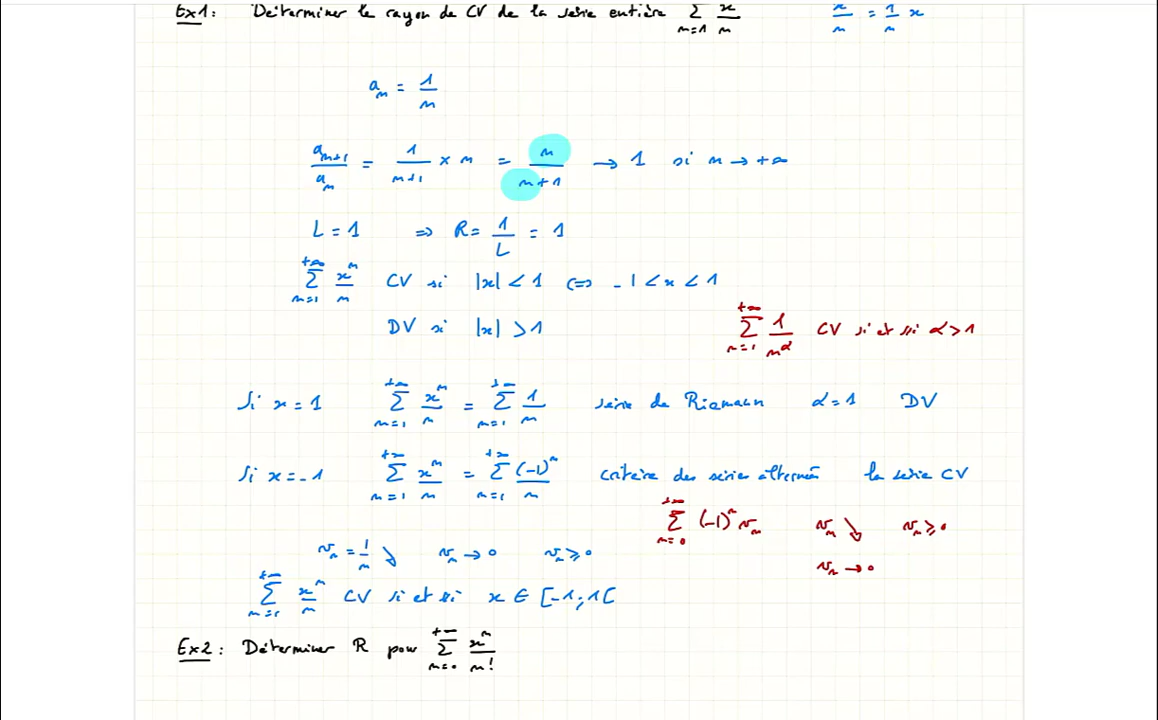 Ex1 : Déterminer le rayon de CV de la série entière ∑_{n=1} x/n x/n = 1/n x
a_n = 1/n
a_{n+1}/a_n = 1/(n+1) × n = n/(n+1) → 1 si n → +∞
L = 1 ⇒ R = 1/L = 1
∑_{n=1}^{+∞} x^n/n CV si |x| < 1 ⇔ -1 < x < 1
DV si |x| > 1
∑_{n=1}^{+∞} 1/n^α CV si et ssi α > 1
Si x = 1 ∑_{n=1}^{+∞} x^n/n = ∑_{n=1}^{+∞} 1/n série de Riemann α = 1 DV
Si x = -1 ∑_{n=1}^{+∞} x^n/n = ∑_{n=1}^{+∞} (-1)^n/n critère des séries alternées la série CV
∑_{n=0}^{+∞} (-1)^n v_n v_n ↘ v_n ≥ 0
v_n → 0
v_n = 1/n ↘ v_n → 0 v_n ≥ 0
∑_{n=1}^{+∞} x^n/n CV si et ssi x ∈ [-1 ; 1[
Ex2 : Déterminer R pour ∑_{n=0}^{+∞} x^n/n!